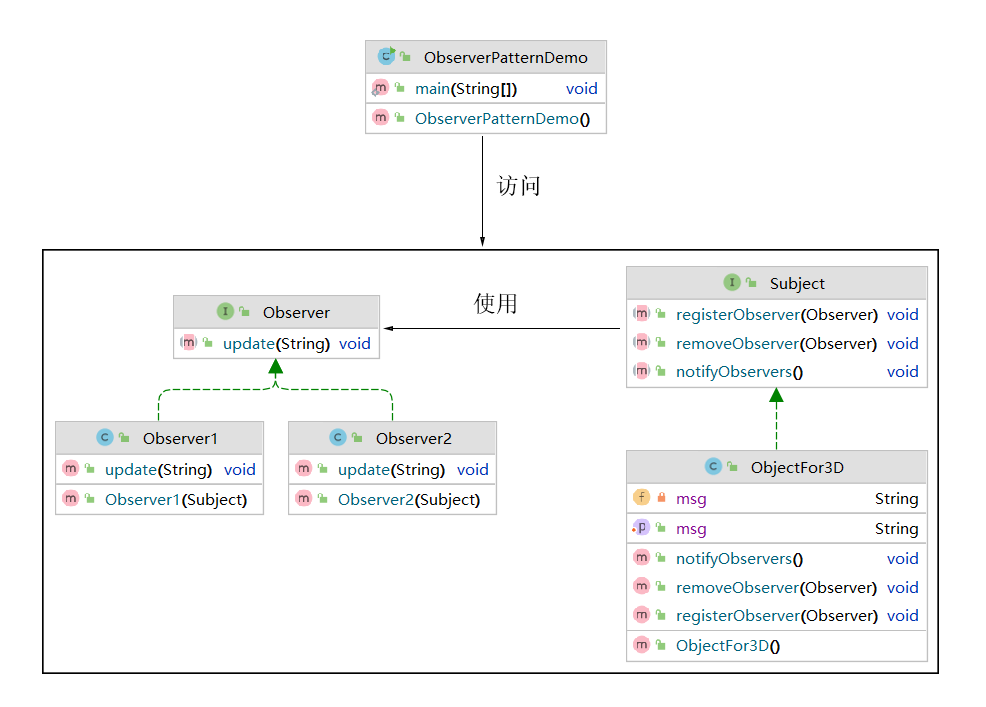 ObserverPatternDemo
main(String[]) void
ObserverPatternDemo()
访问
Observer
update(String) void
使用
Subject
registerObserver(Observer) void
removeObserver(Observer) void
notifyObservers() void
Observer1
update(String) void
Observer1(Subject)
Observer2
update(String) void
Observer2(Subject)
ObjectFor3D
msg String
msg String
notifyObservers() void
removeObserver(Observer) void
registerObserver(Observer) void
ObjectFor3D()